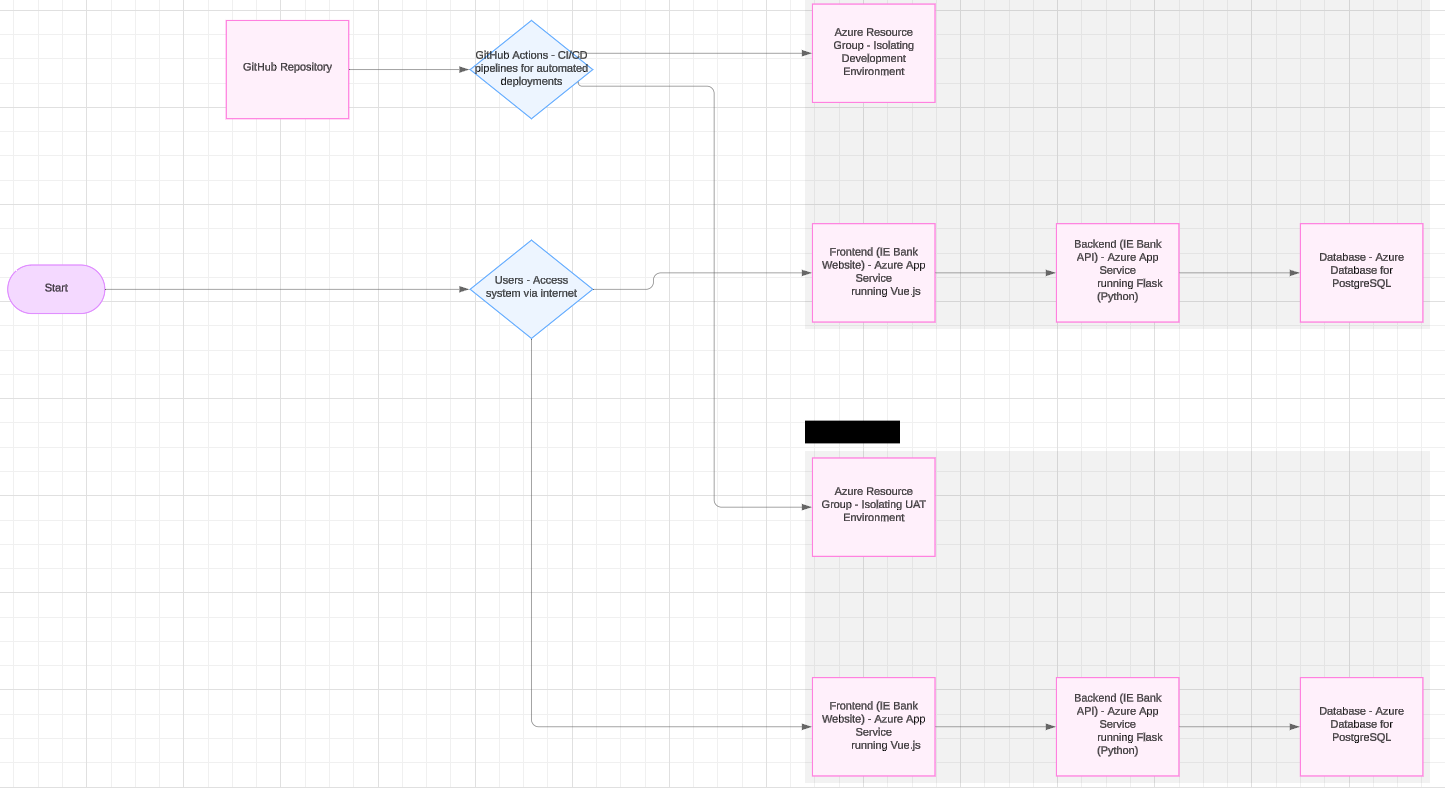 GitHub Repository
GitHub Actions - CI/CD
pipelines for automated
deployments
Azure Resource
Group - Isolating
Development
Environment
Start
Users - Access
system via internet
Frontend (IE Bank
Website) - Azure App
Service
running Vue.js
Backend (IE Bank
API) - Azure App
Service
running Flask
(Python)
Database - Azure
Database for
PostgreSQL
Azure Resource
Group - Isolating UAT
Environment
Frontend (IE Bank
Website) - Azure App
Service
running Vue.js
Backend (IE Bank
API) - Azure App
Service
running Flask
(Python)
Database - Azure
Database for
PostgreSQL